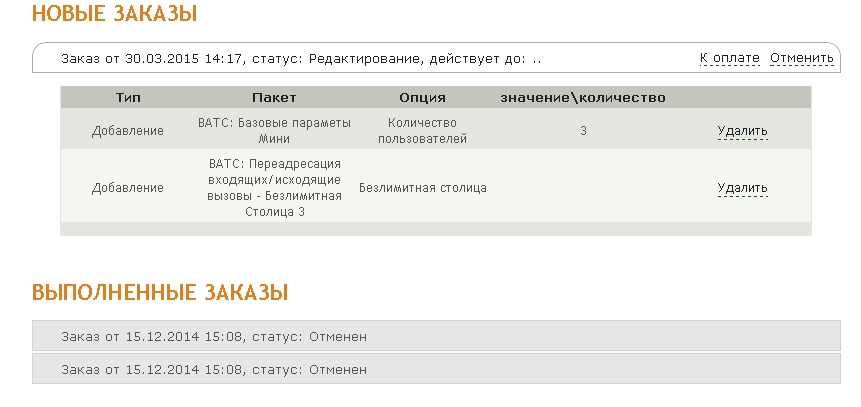 НОВЫЕ ЗАКАЗЫ
Заказ от 30.03.2015 14:17, статус: Редактирование, действует до: ..
К оплате Отменить
Тип Пакет Опция значение\количество
Добавление
ВАТС: Базовые параметы
Мини
Количество
пользователей
3
Удалить
Добавление
ВАТС: Переадресация
входящих/исходящие
вызовы - Безлимитная
Столица 3
Безлимитная столица
Удалить
ВЫПОЛНЕННЫЕ ЗАКАЗЫ
Заказ от 15.12.2014 15:08, статус: Отменен
Заказ от 15.12.2014 15:08, статус: Отменен